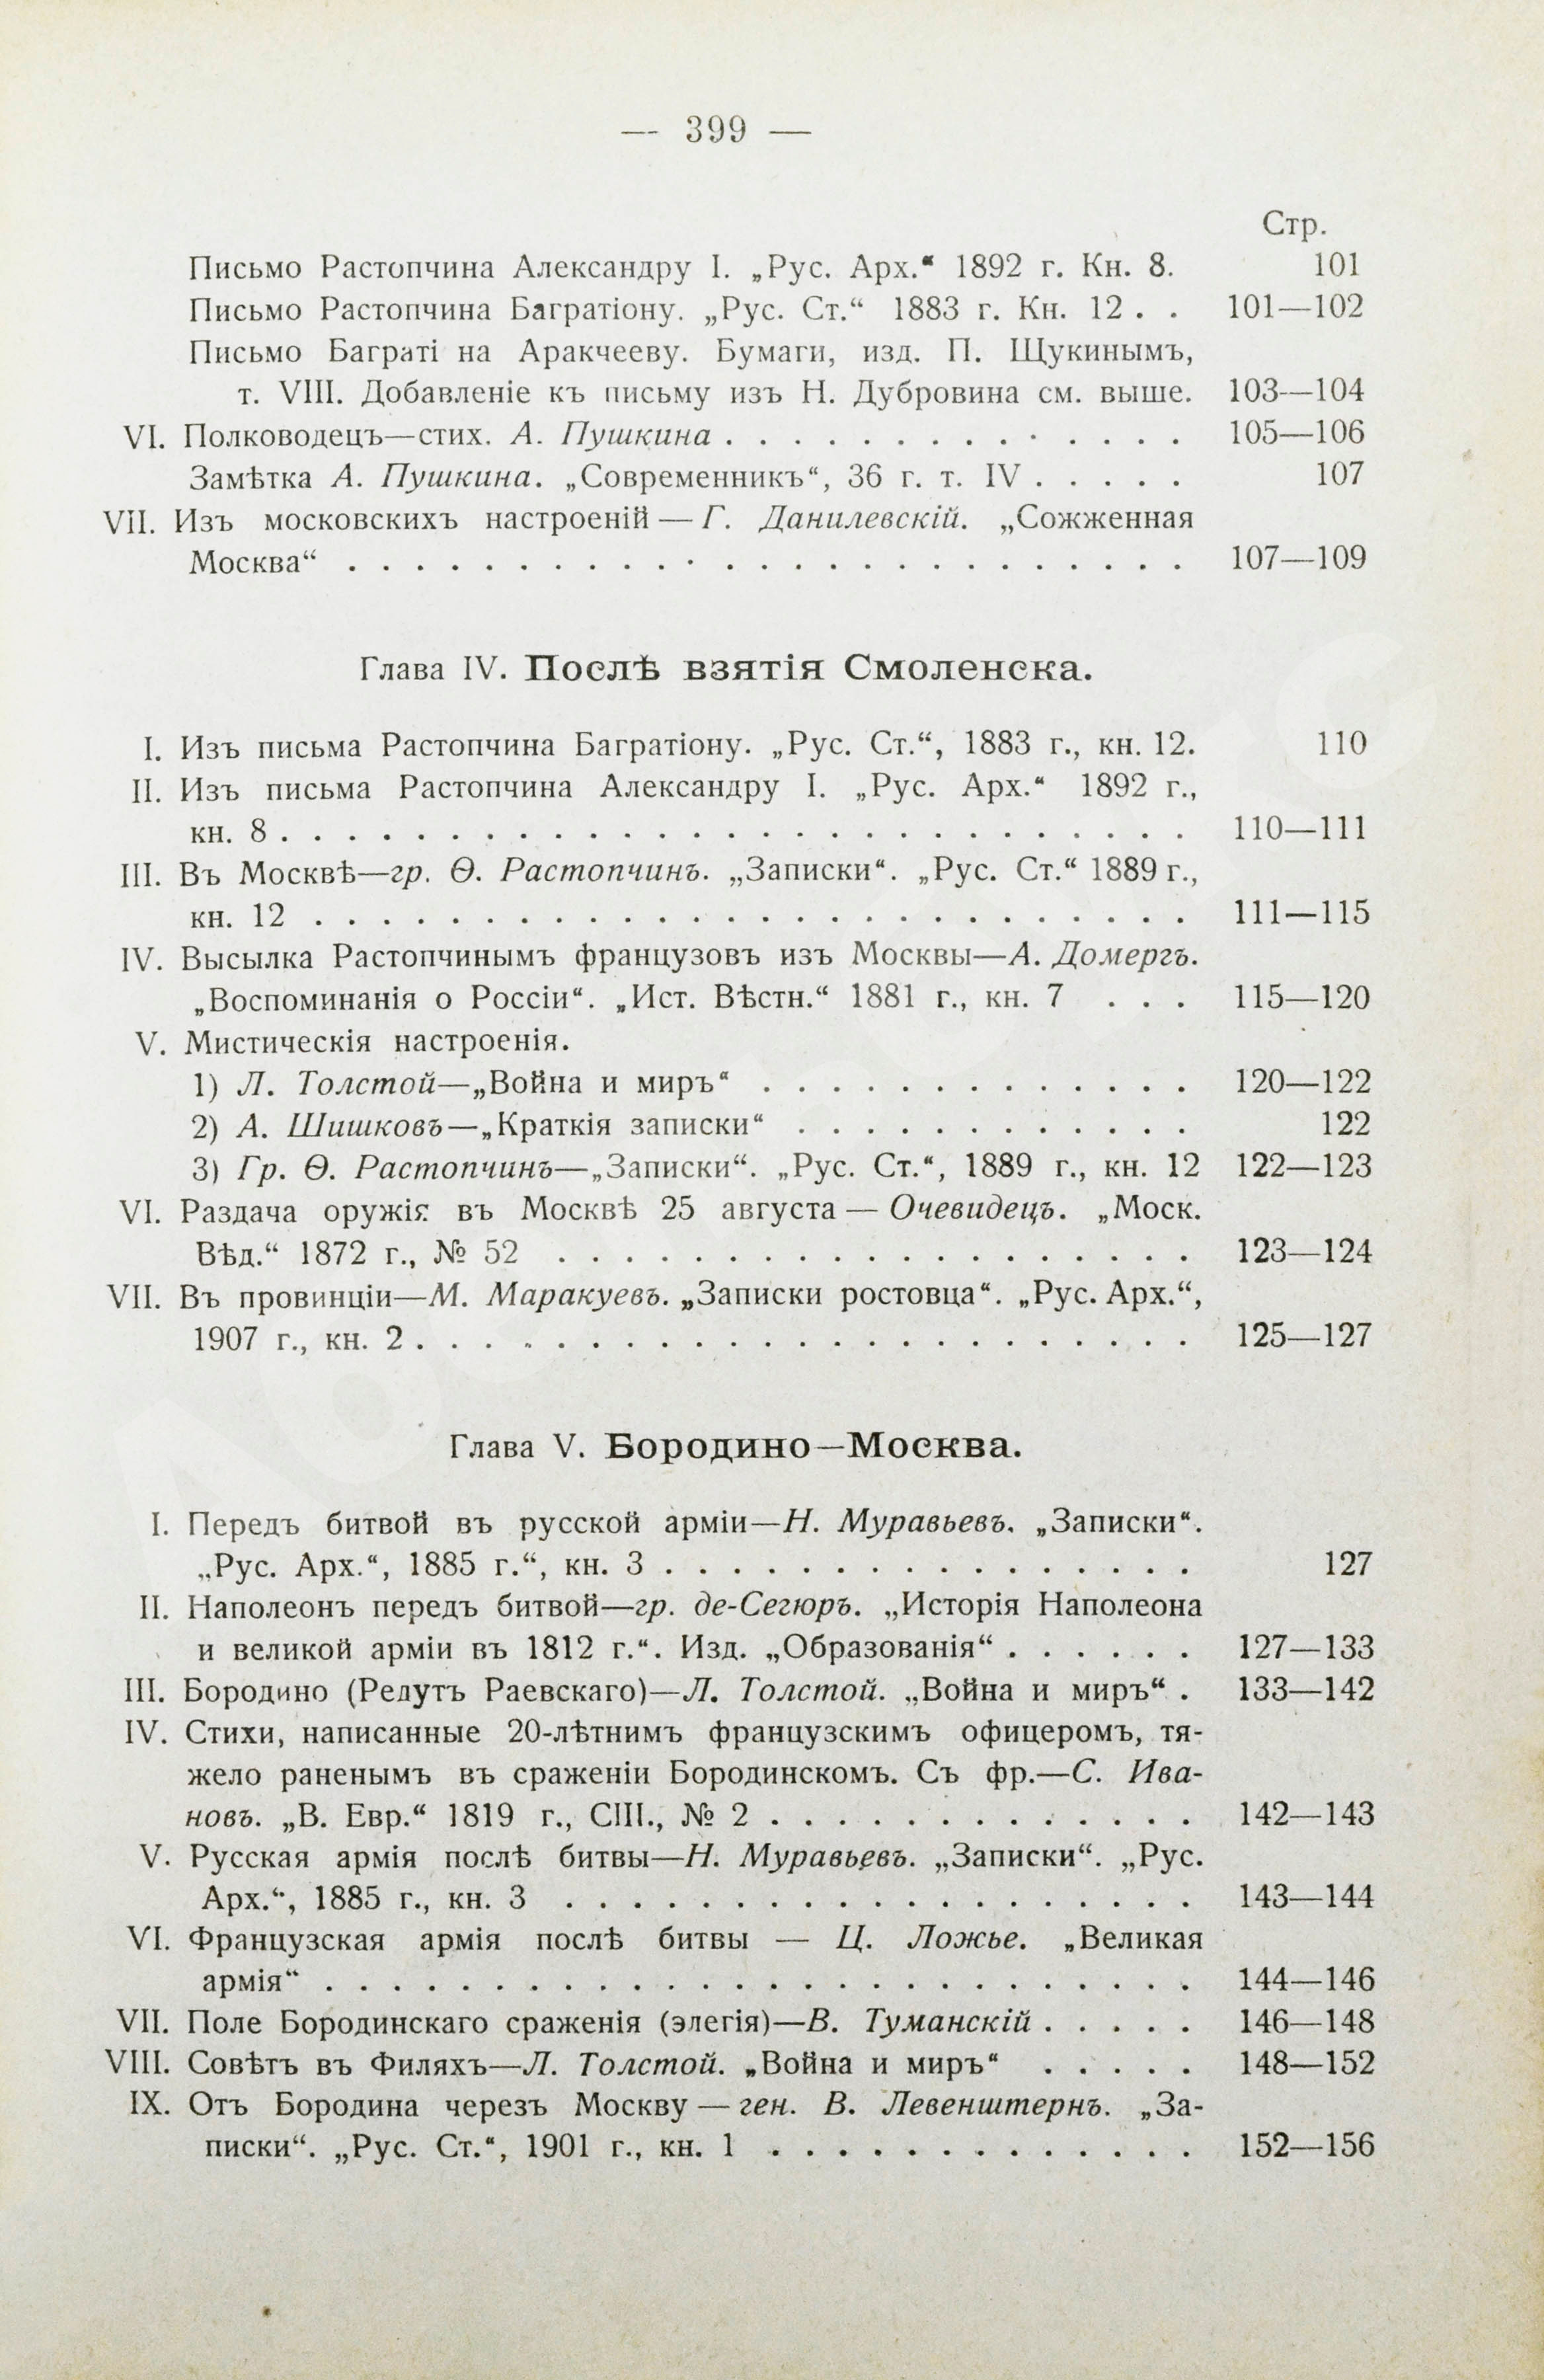 — 399 —
Стр.
Письмо Растопчина Александру I. „Рус. Арх.“ 1892 г. Кн. 8. 101
Письмо Растопчина Багратіону. „Рус. Ст.“ 1883 г. Кн. 12 . . 101—102
Письмо Баграті на Аракчееву. Бумаги, изд. П. Щукинымъ,
т. VIII. Добавленіе къ письму изъ Н. Дубровина см. выше. 103—104
VI. Полководецъ—стих. А. Пушкина . . . . . . . . . . . . . . 105—106
Замѣтка А. Пушкина. „Современникъ“, 36 г. т. IV . . . . . 107
VII. Изъ московскихъ настроеній — Г. Данилевскій. „Сожженная
Москва“ . . . . . . . . . . . . . . . . . . . . . . . . . 107—109
Глава IV. Послѣ взятія Смоленска.
I. Изъ письма Растопчина Багратіону. „Рус. Ст.“, 1883 г., кн. 12. 110
II. Изъ письма Растопчина Александру I. „Рус. Арх.“ 1892 г.,
кн. 8 . . . . . . . . . . . . . . . . . . . . . . . . . . . 110—111
III. Въ Москвѣ—гр. Ѳ. Растопчинъ. „Записки“. „Рус. Ст.“ 1889 г.,
кн. 12 . . . . . . . . . . . . . . . . . . . . . . . . . . 111—115
IV. Высылка Растопчинымъ французовъ изъ Москвы—А. Домергъ.
„Воспоминанія о Россіи“. „Ист. Вѣстн.“ 1881 г., кн. 7 . . . 115—120
V. Мистическія настроенія.
1) Л. Толстой—„Война и миръ“ . . . . . . . . . . . . . 120—122
2) А. Шишковъ—„Краткія записки“ . . . . . . . . . . . . 122
3) Гр. Ѳ. Растопчинъ—„Записки“. „Рус. Ст.“, 1889 г., кн. 12 122—123
VI. Раздача оружія въ Москвѣ 25 августа — Очевидецъ. „Моск.
Вѣд.“ 1872 г., № 52 . . . . . . . . . . . . . . . . . . . 123—124
VII. Въ провинціи—М. Маракуевъ. „Записки ростовца“. „Рус. Арх.“,
1907 г., кн. 2 . . . . . . . . . . . . . . . . . . . . . . . 125—127
Глава V. Бородино—Москва.
I. Передъ битвой въ русской арміи—Н. Муравьевъ. „Записки“.
„Рус. Арх.“, 1885 г.“, кн. 3 . . . . . . . . . . . . . . . . 127
II. Наполеонъ передъ битвой—гр. де-Сегюръ. „Исторія Наполеона
и великой арміи въ 1812 г.“. Изд. „Образованія“ . . . . . . 127—133
III. Бородино (Редутъ Раевскаго)—Л. Толстой. „Война и миръ“ . 133—142
IV. Стихи, написанные 20-лѣтнимъ французскимъ офицеромъ, тя-
жело раненымъ въ сраженіи Бородинскомъ. Съ фр.—С. Ива-
новъ. „В. Евр.“ 1819 г., CIII., № 2 . . . . . . . . . . . . . 142—143
V. Русская армія послѣ битвы—Н. Муравьевъ. „Записки“. „Рус.
Арх.“, 1885 г., кн. 3 . . . . . . . . . . . . . . . . . . . 143—144
VI. Французская армія послѣ битвы — Ц. Ложье. „Великая
армія“ . . . . . . . . . . . . . . . . . . . . . . . . . . 144—146
VII. Поле Бородинскаго сраженія (элегія)—В. Туманскій . . . . . 146—148
VIII. Совѣтъ въ Филяхъ—Л. Толстой. „Война и миръ“ . . . . . 148—152
IX. Отъ Бородина черезъ Москву — ген. В. Левенштернъ. „За-
писки“. „Рус. Ст.“, 1901 г., кн. 1 . . . . . . . . . . . . . 152—156